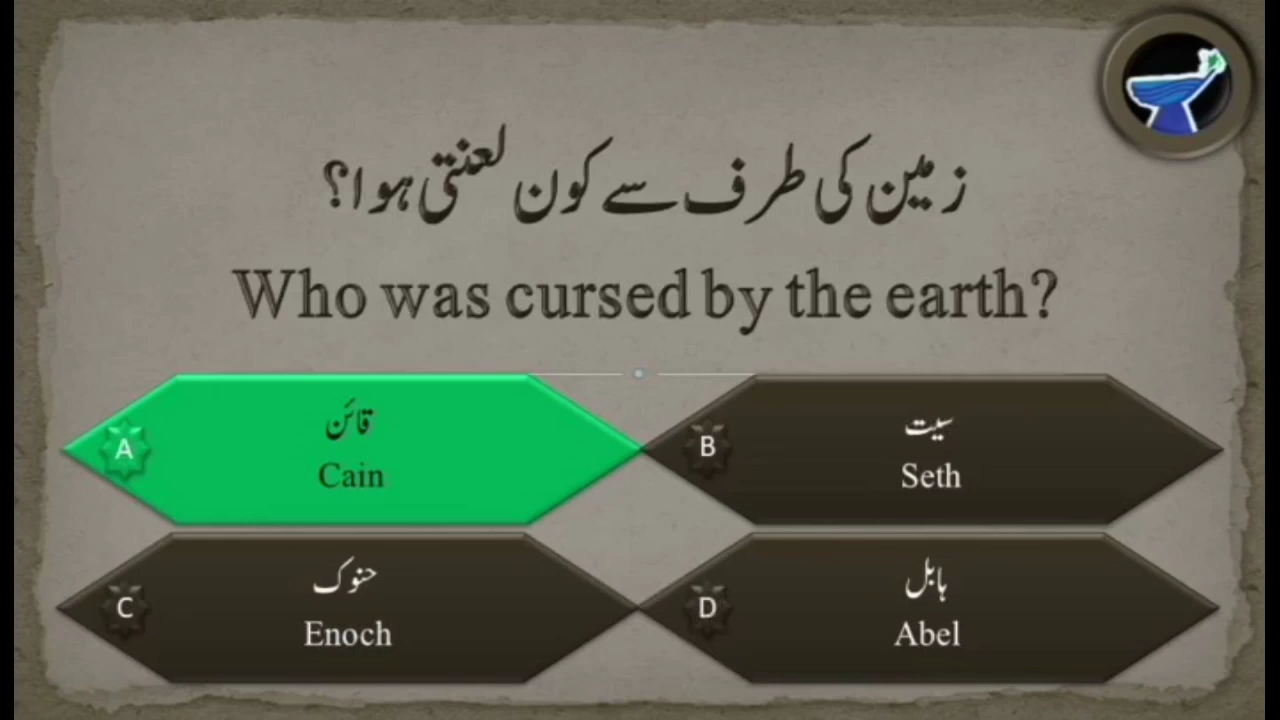 زمین کی طرف سے کون لعنتی ہوا؟
Who was cursed by the earth?
A
قائن
Cain
B
سیت
Seth
C
حنوک
Enoch
D
ہابل
Abel